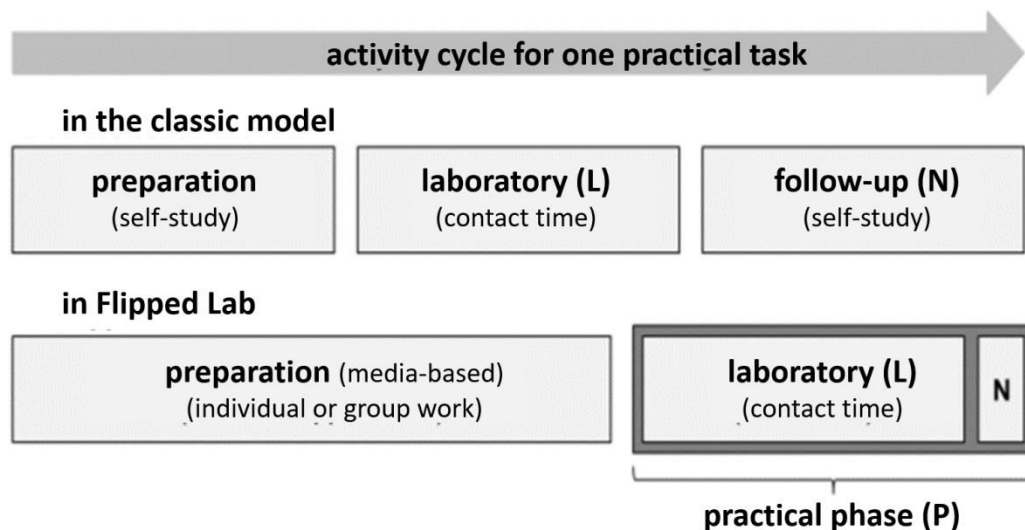 activity cycle for one practical task
in the classic model
preparation
(self-study)
laboratory (L)
(contact time)
follow-up (N)
(self-study)
in Flipped Lab
preparation (media-based)
(individual or group work)
laboratory (L)
(contact time)
N
practical phase (P)